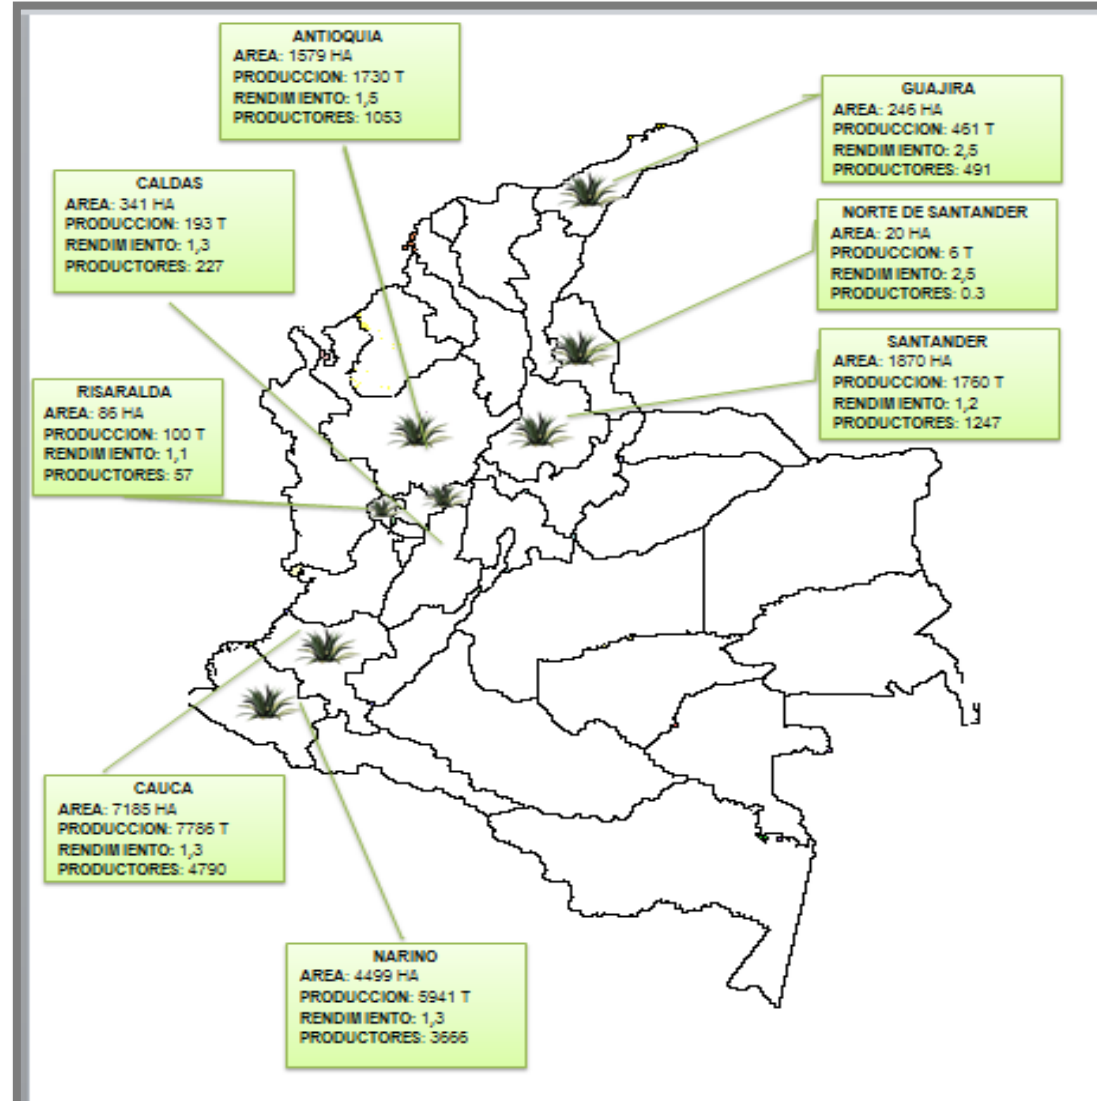 ANTIOQUIA
AREA: 1579 HA
PRODUCCION: 1730 T
RENDIMIENTO: 1,5
PRODUCTORES: 1053
GUAJIRA
AREA: 246 HA
PRODUCCION: 461 T
RENDIMIENTO: 2,5
PRODUCTORES: 491
CALDAS
AREA: 341 HA
PRODUCCION: 193 T
RENDIMIENTO: 1,3
PRODUCTORES: 227
NORTE DE SANTANDER
AREA: 20 HA
PRODUCCION: 6 T
RENDIMIENTO: 2,5
PRODUCTORES: 0.3
SANTANDER
AREA: 1870 HA
PRODUCCION: 1760 T
RENDIMIENTO: 1,2
PRODUCTORES: 1247
RISARALDA
AREA: 86 HA
PRODUCCION: 100 T
RENDIMIENTO: 1,1
PRODUCTORES: 57
CAUCA
AREA: 7185 HA
PRODUCCION: 7786 T
RENDIMIENTO: 1,3
PRODUCTORES: 4790
NARINO
AREA: 4499 HA
PRODUCCION: 5941 T
RENDIMIENTO: 1,3
PRODUCTORES: 3666